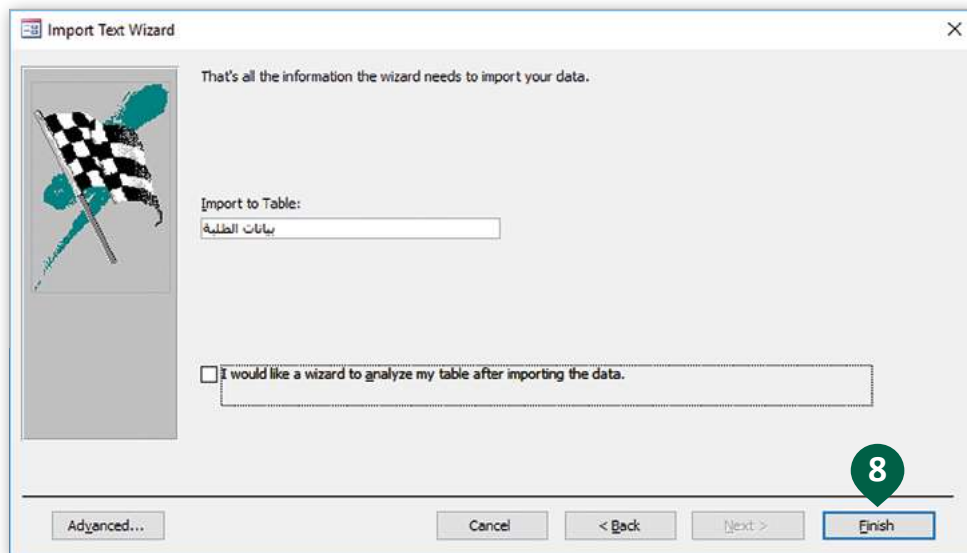 Import Text Wizard
That's all the information the wizard needs to import your data.
Import to Table:
بيانات الطلبة
I would like a wizard to analyze my table after importing the data.
8
Advanced...
Cancel
< Back
Next >
Finish